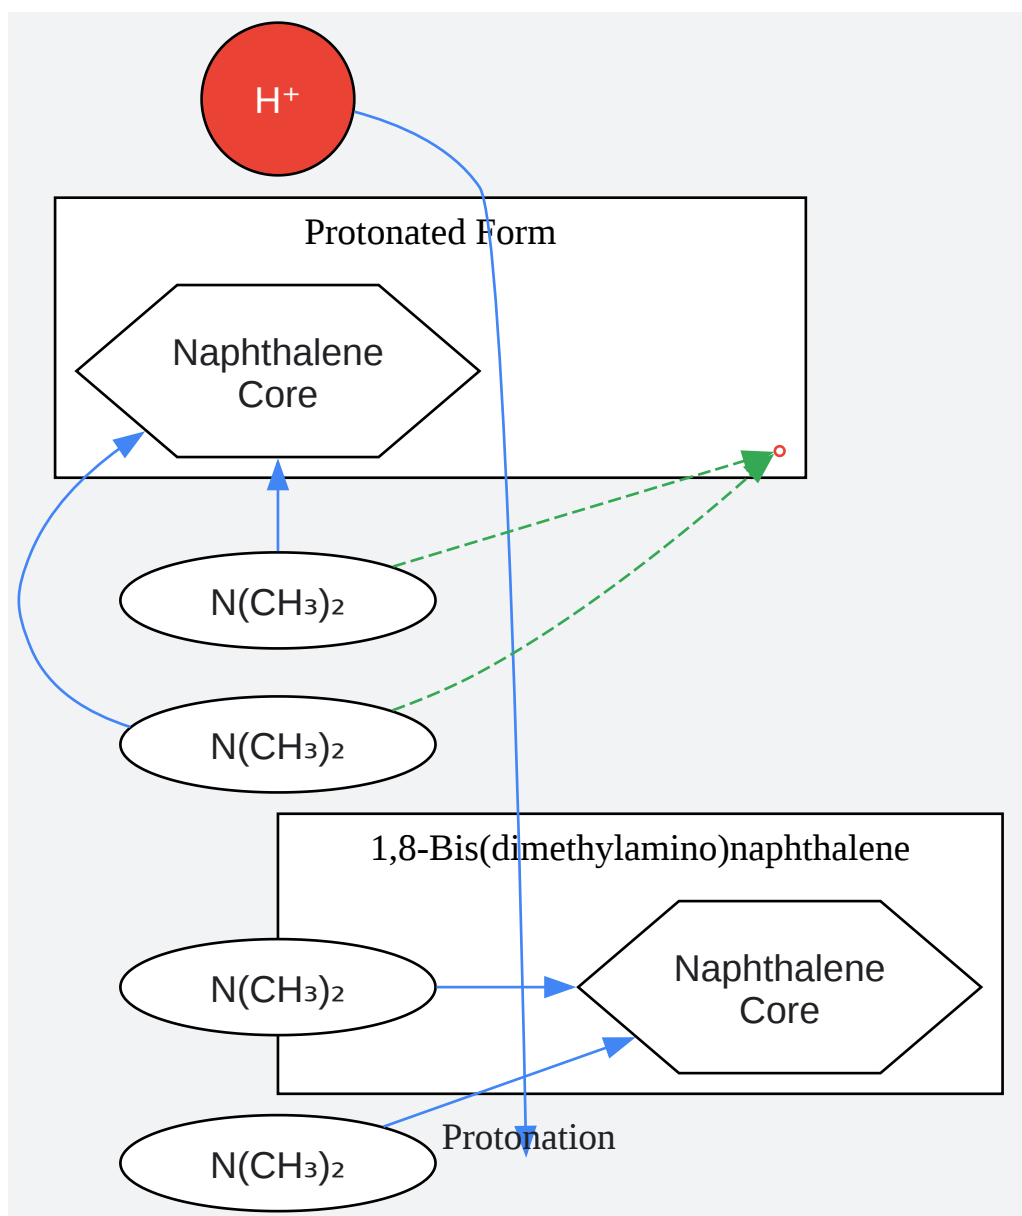 H⁺
Protonated Form
Naphthalene
Core
N(CH₃)₂
N(CH₃)₂
1,8-Bis(dimethylamino)naphthalene
N(CH₃)₂
Naphthalene
Core
Protonation
N(CH₃)₂